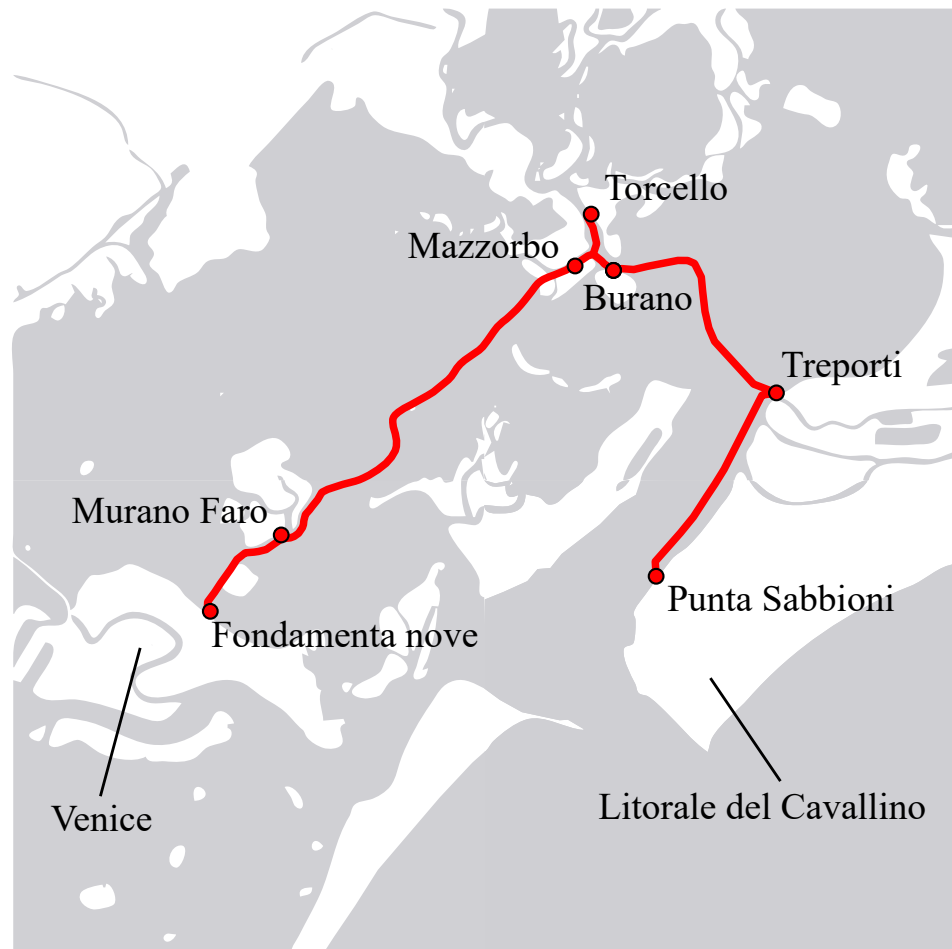 Torcello
Mazzorbo
Burano
Treporti
Murano Faro
Punta Sabbioni
Fondamenta nove
Litorale del Cavallino
Venice